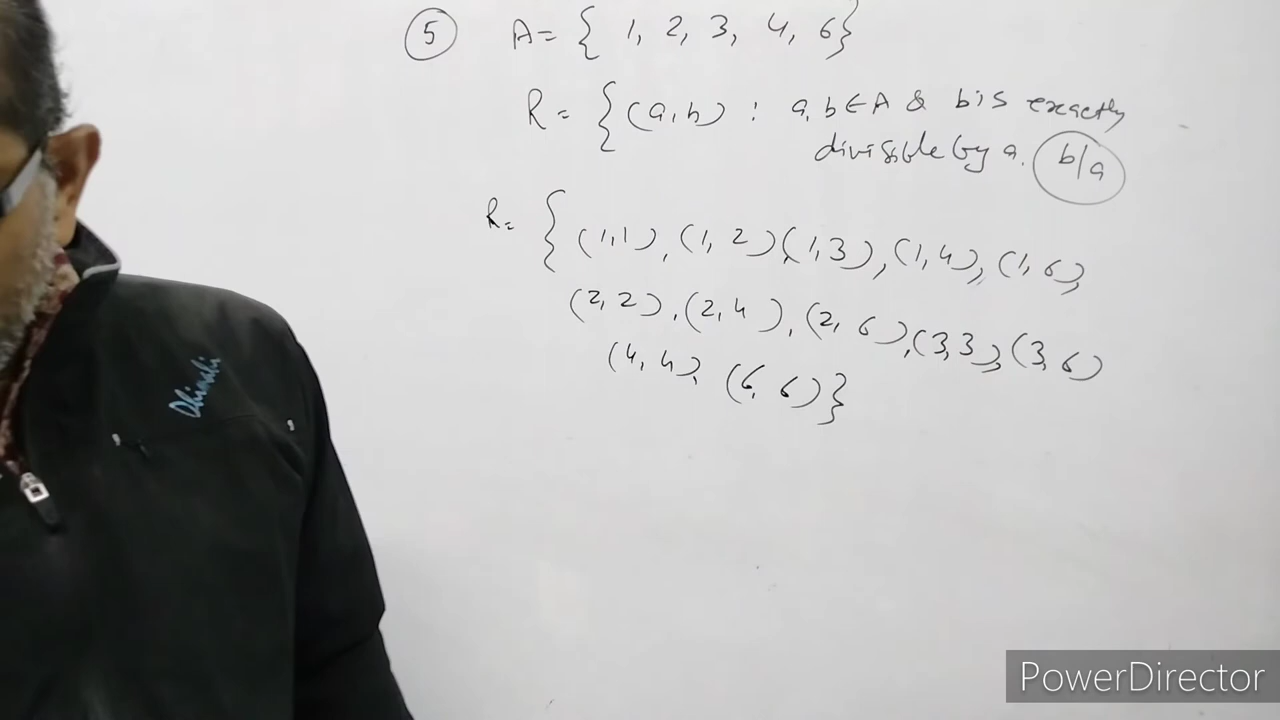 5 A = { 1, 2, 3, 4, 6}
R = { (a, b) : a, b ∈ A & b is exactly
divisible by a. b/a
R = { (1,1), (1, 2), (1,3), (1, 4), (1, 6),
(2, 2), (2, 4), (2, 6), (3,3), (3, 6)
(4, 4), (6, 6) }
Dhinali
PowerDirector